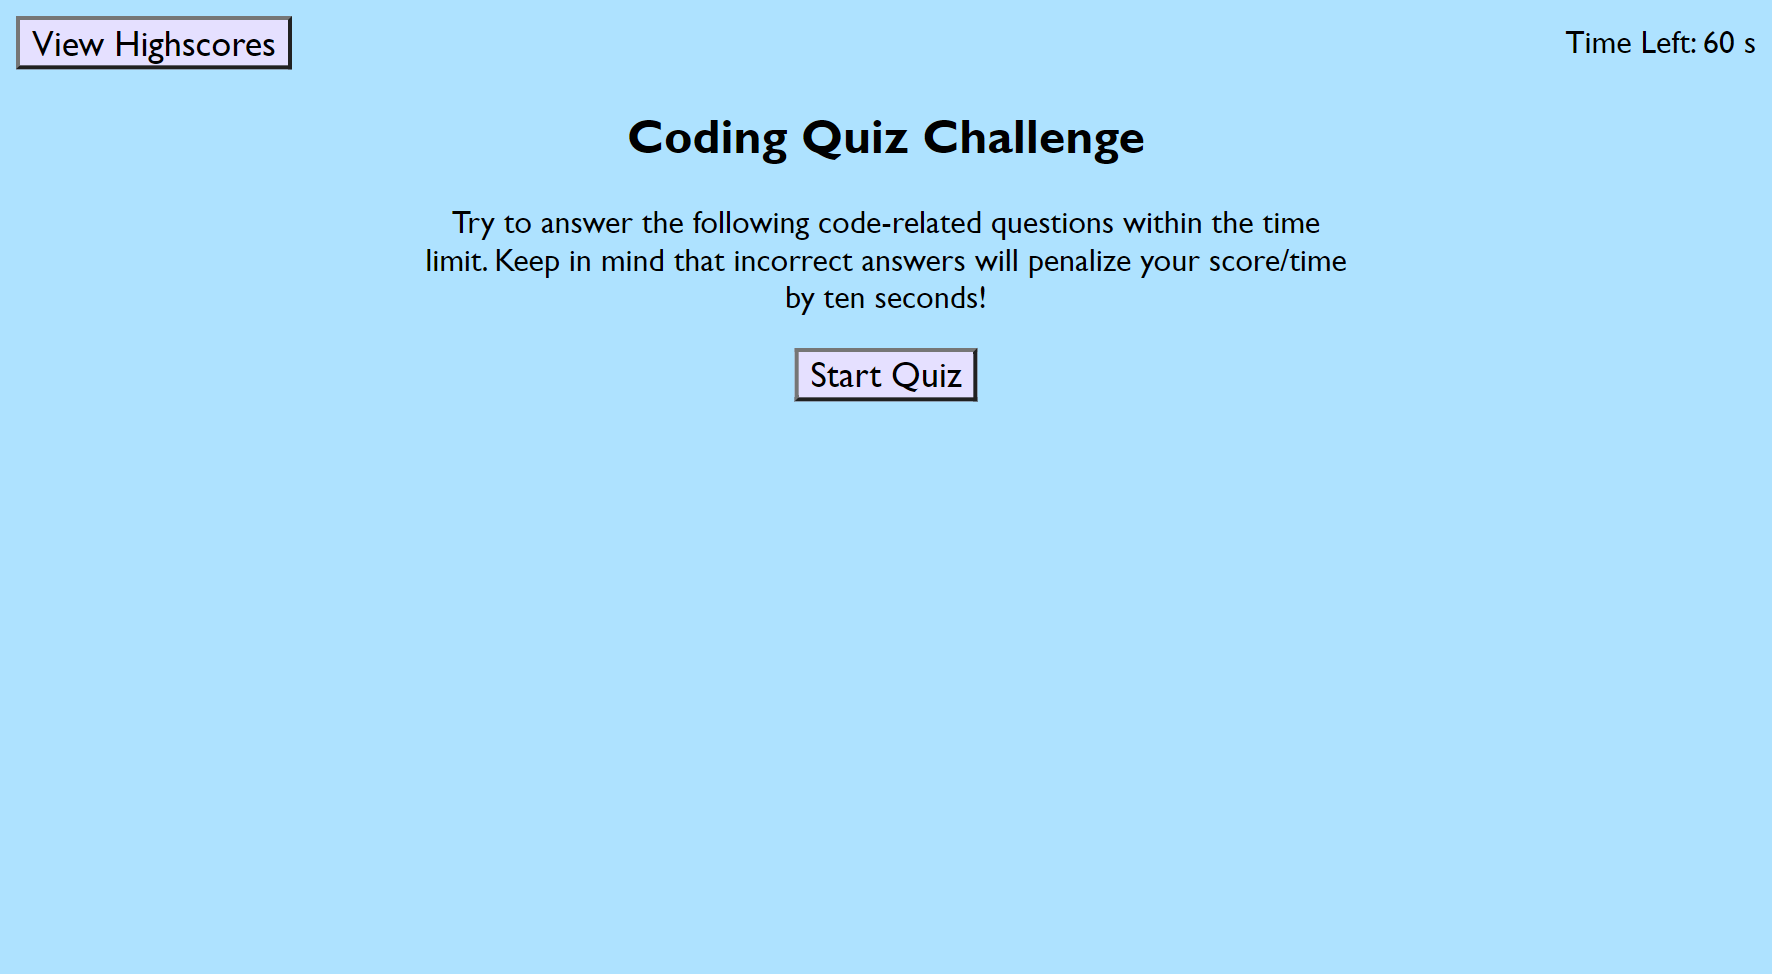 View Highscores
Time Left: 60 s
Coding Quiz Challenge
Try to answer the following code-related questions within the time
limit. Keep in mind that incorrect answers will penalize your score/time
by ten seconds!
Start Quiz